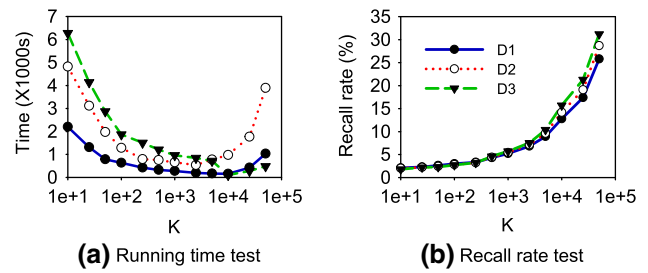 7
6
5
4
3
2
1
0
Time (X1000s)
1e+1 1e+2 1e+3 1e+4 1e+5
K
(a) Running time test
35
30
25
20
15
10
5
0
Recall rate (%)
D1
D2
D3
1e+1 1e+2 1e+3 1e+4 1e+5
K
(b) Recall rate test